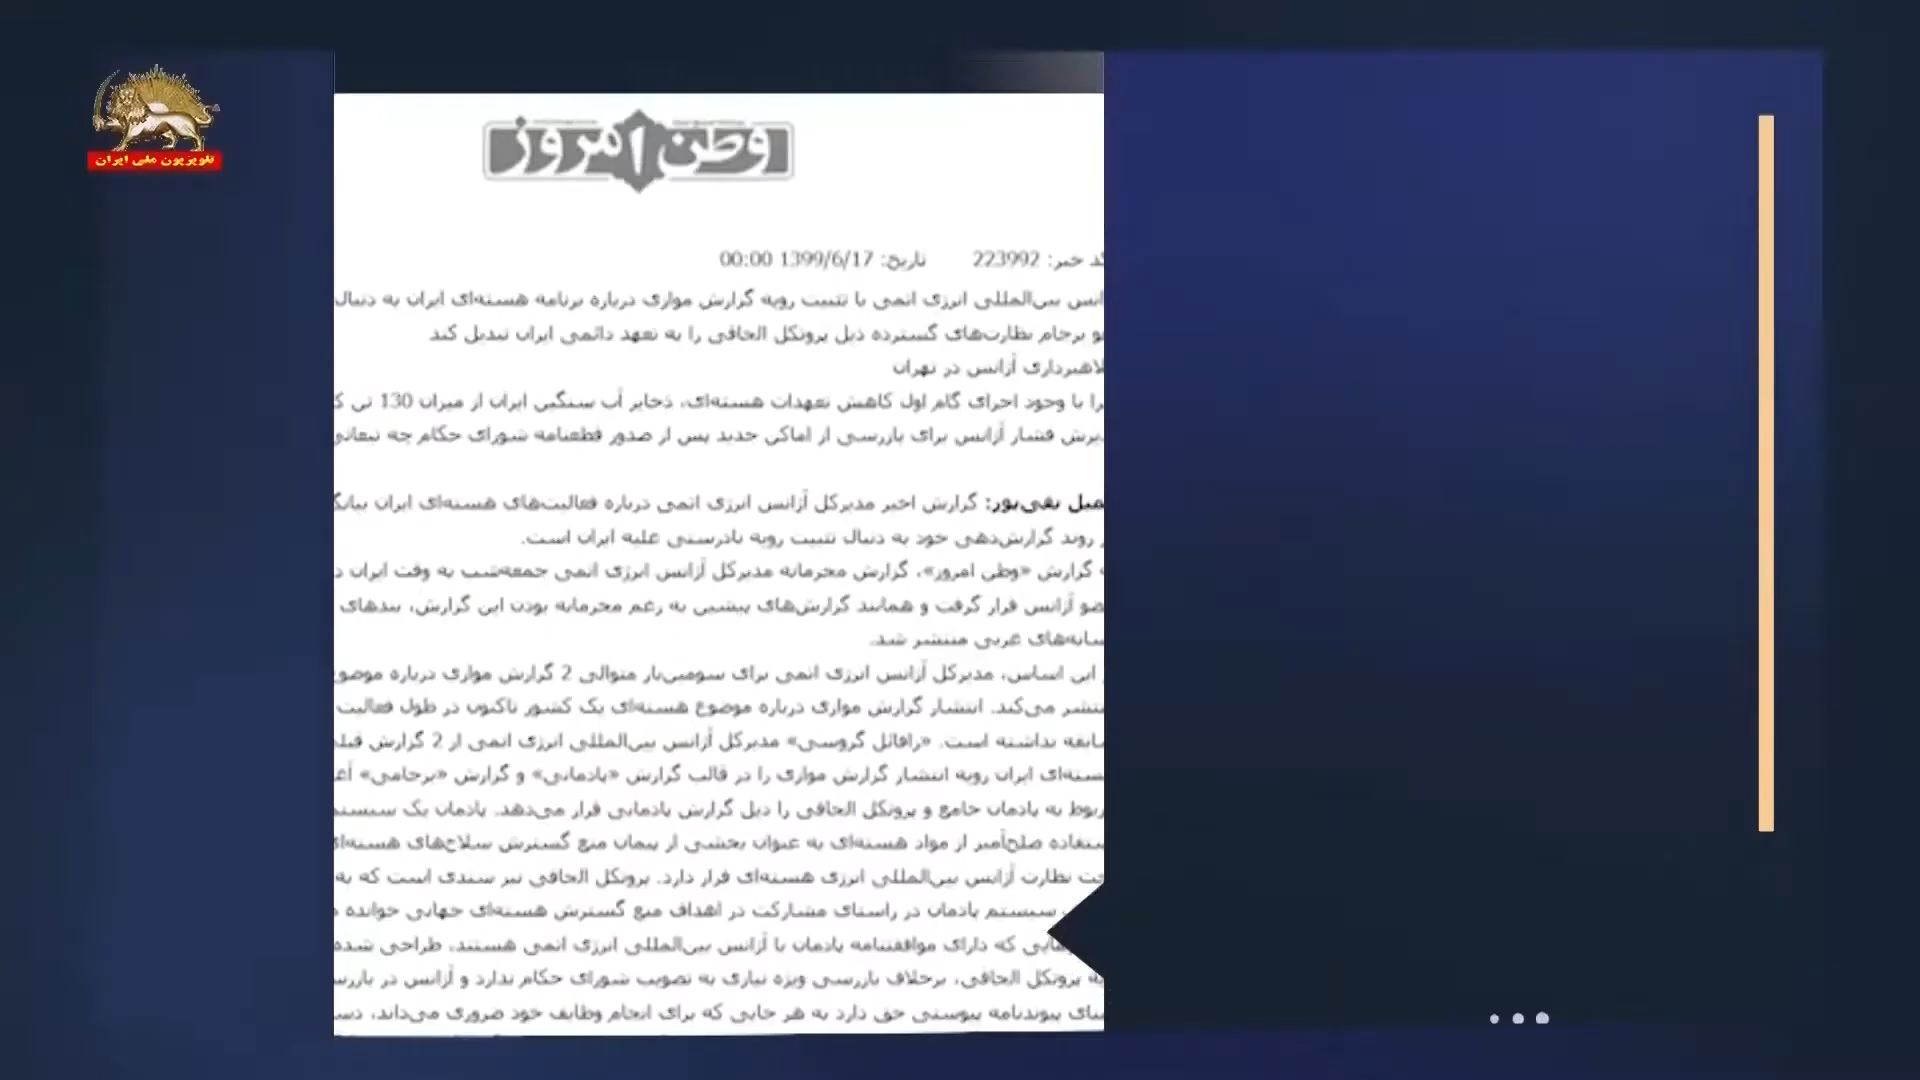 تلویزیون ملی ایران
وطن امروز
کد خبر: 223992 تاریخ: 1399/6/17 00:00
بین‌المللی انرژی اتمی با تثبیت رویه گزارش موازی درباره برنامه هسته‌ای ایران به دنبال
برجام نظارت‌های گسترده ذیل پروتکل الحاقی را به تعهد دائمی ایران تبدیل کند
آژانس در تهران
با وجود اجرای گام اول کاهش تعهدات هسته‌ای، ذخایر آب سنگین ایران از میزان 130 تن
فشار آژانس برای بازرسی از اماکن جدید پس از صدور قطعنامه شورای حکام چه تبعاتی
نقی‌پور: گزارش اخیر مدیرکل آژانس انرژی اتمی درباره فعالیت‌های هسته‌ای ایران
روند گزارش‌دهی خود به دنبال تثبیت رویه نادرستی علیه ایران است.
گزارش «وطن امروز»، گزارش محرمانه مدیرکل آژانس انرژی اتمی جمعه‌شب به وقت ایران
آژانس قرار گرفت و همانند گزارش‌های پیشین به رغم محرمانه بودن این گزارش، بندهای
غربی منتشر شد.
این اساس، مدیرکل آژانس انرژی اتمی برای سومین‌بار متوالی 2 گزارش موازی درباره موضوع
می‌کند. انتشار گزارش موازی درباره موضوع هسته‌ای یک کشور تاکنون در طول فعالیت
نداشته است. «رافائل گروسی» مدیرکل آژانس بین‌المللی انرژی اتمی از 2 گزارش
ایران رویه انتشار گزارش موازی را در قالب گزارش «پادمانی» و گزارش «برجامی»
به پادمان جامع و پروتکل الحاقی را ذیل گزارش پادمانی قرار می‌دهد. پادمان یک
صلح‌آمیز از مواد هسته‌ای به عنوان بخشی از پیمان منع گسترش سلاح‌های هسته‌ای
نظارت آژانس بین‌المللی انرژی هسته‌ای قرار دارد. پروتکل الحاقی نیز سندی است که به
سیستم پادمان در راستای مشارکت در اهداف منع گسترش هسته‌ای جهانی خوانده
که دارای موافقتنامه پادمان با آژانس بین‌المللی انرژی اتمی هستند، طراحی شده
پروتکل الحاقی، برخلاف بازرسی ویژه نیازی به تصویب شورای حکام ندارد و آژانس در
پیوندنامه پیوستی حق دارد به هر جایی که برای انجام وظایف خود ضروری می‌داند،